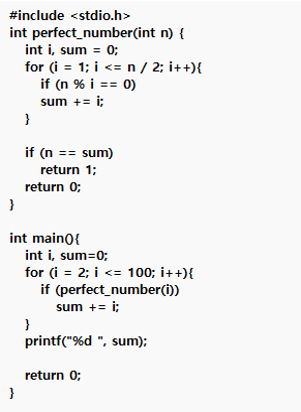 #include <stdio.h>
int perfect_number(int n) {
    int i, sum = 0;
    for (i = 1; i <= n / 2; i++){
        if (n % i == 0)
        sum += i;
    }

    if (n == sum)
        return 1;
    return 0;
}

int main(){
    int i, sum=0;
    for (i = 2; i <= 100; i++){
        if (perfect_number(i))
            sum += i;
    }
    printf("%d ", sum);

    return 0;
}